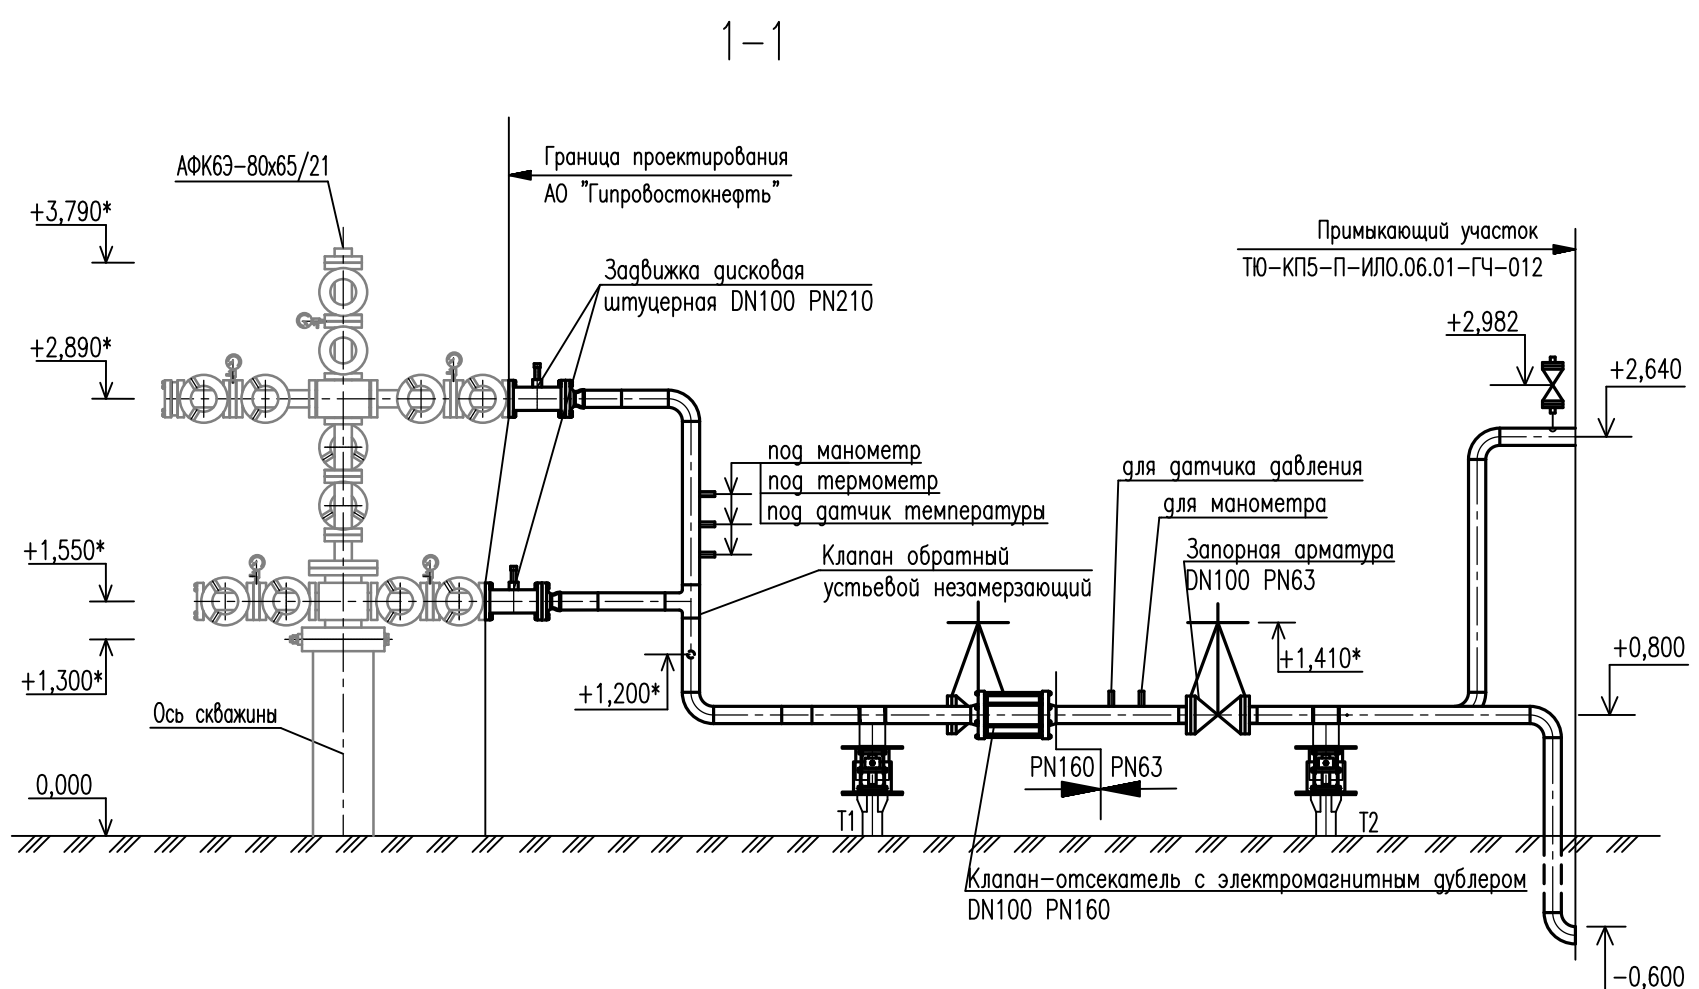 1-1
АФК6Э-80х65/21
Граница проектирования
АО "Гипровостокнефть"
+3,790*
Примыкающий участок
ТЮ-КП5-П-ИЛО.06.01-ГЧ-012
Задвижка дисковая
штуцерная DN100 PN210
+2,982
+2,890*
+2,640
под манометр
под термометр
под датчик температуры
для датчика давления
для манометра
+1,550*
Клапан обратный
устьевой незамерзающий
Запорная арматура
DN100 PN63
+1,300*
+1,200*
+1,410*
+0,800
Ось скважины
0,000
PN160
PN63
Т1
Т2
Клапан-отсекатель с электромагнитным дублером
DN100 PN160
-0,600